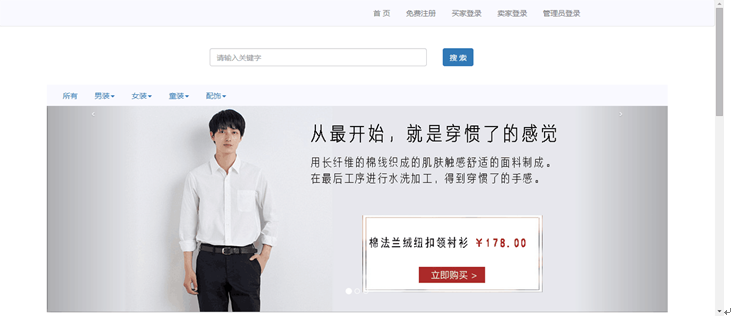 首 页 免费注册 买家登录 卖家登录 管理员登录
请输入关键字 搜 索
所有 男装 女装 童装 配饰
从最开始，就是穿惯了的感觉
用长纤维的棉线织成的肌肤触感舒适的面料制成。
在最后工序进行水洗加工，得到穿惯了的手感。
棉法兰绒纽扣领衬衫 ￥178.00
立即购买 >